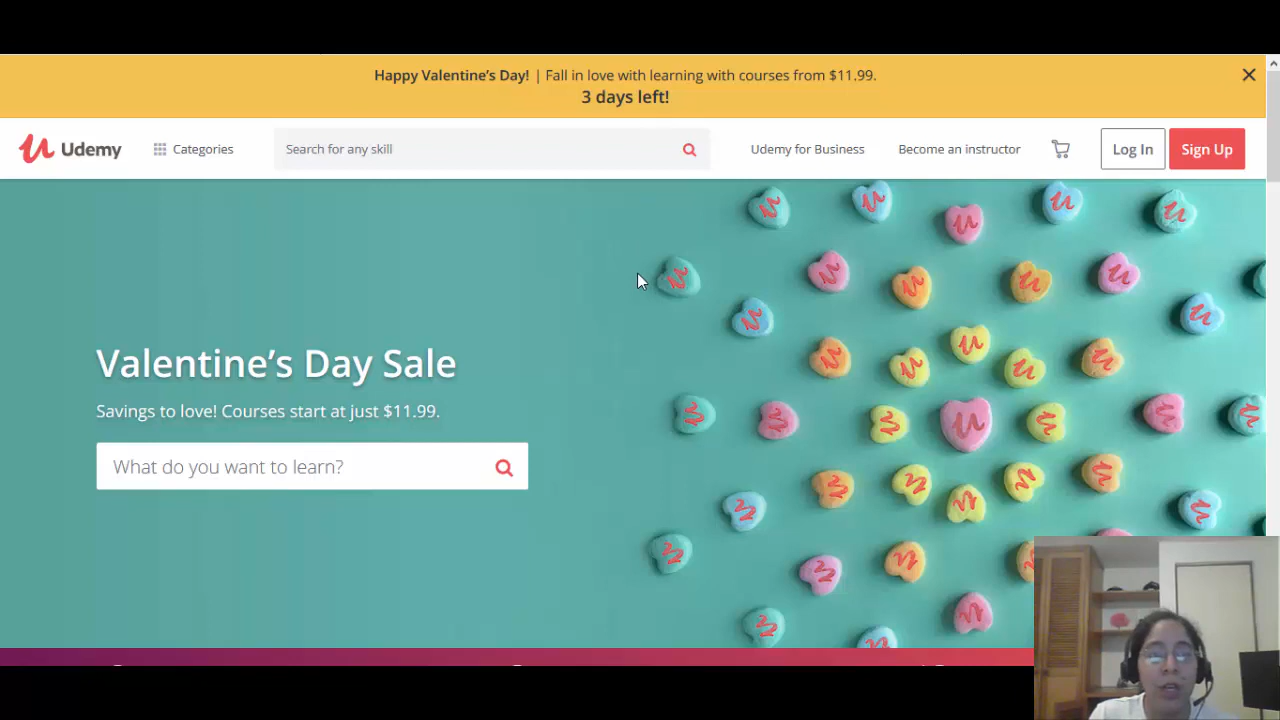 Happy Valentine's Day! | Fall in love with learning with courses from $11.99.
3 days left!
Udemy
Categories
Search for any skill
Udemy for Business
Become an instructor
Log In
Sign Up
Valentine's Day Sale
Savings to love! Courses start at just $11.99.
What do you want to learn?